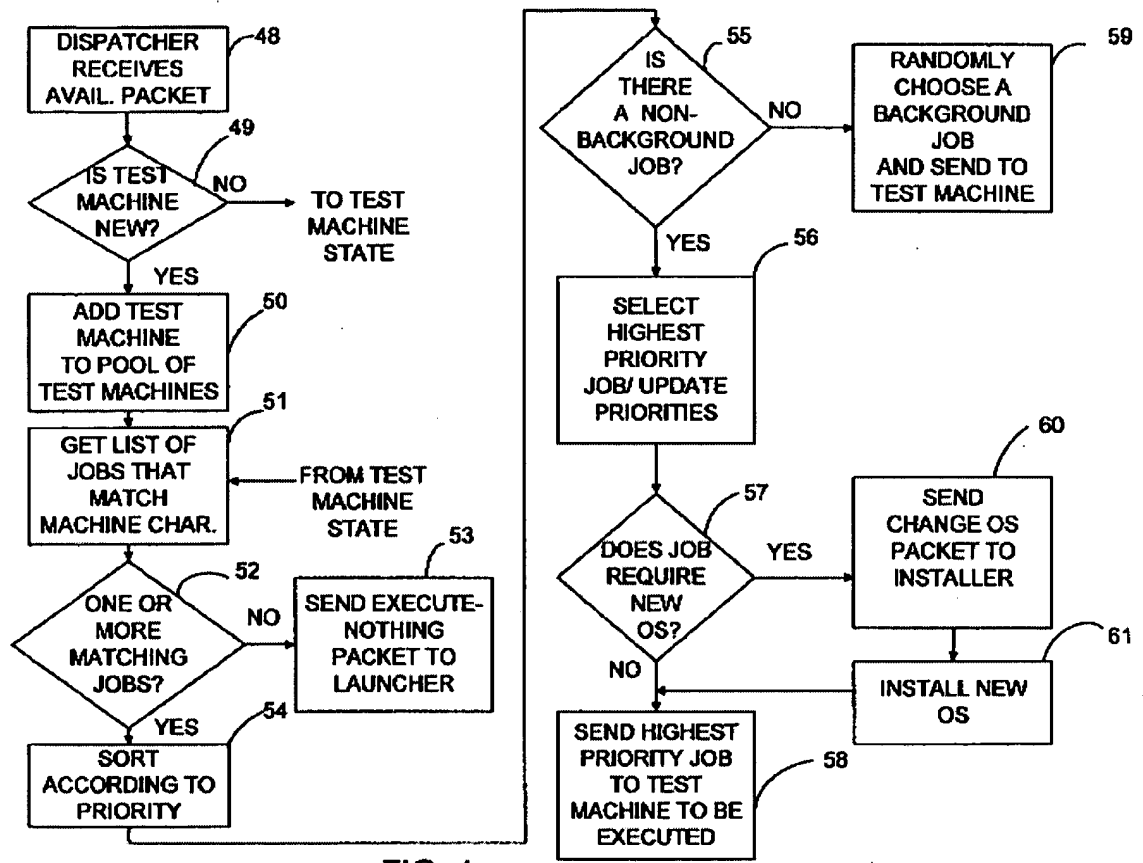 DISPATCHER
RECEIVES
AVAIL. PACKET
48
IS TEST
MACHINE
NEW?
49
NO
TO TEST
MACHINE
STATE
YES
ADD TEST
MACHINE
TO POOL OF
TEST MACHINES
50
GET LIST OF
JOBS THAT
MATCH
MACHINE CHAR.
51
FROM TEST
MACHINE
STATE
ONE OR
MORE
MATCHING
JOBS?
52
NO
SEND EXECUTE-
NOTHING
PACKET TO
LAUNCHER
53
YES
SORT
ACCORDING TO
PRIORITY
54
IS
THERE
A NON-
BACKGROUND
JOB?
55
NO
RANDOMLY
CHOOSE A
BACKGROUND
JOB
AND SEND TO
TEST MACHINE
59
YES
SELECT
HIGHEST
PRIORITY
JOB/ UPDATE
PRIORITIES
56
DOES JOB
REQUIRE
NEW
OS?
57
YES
SEND
CHANGE OS
PACKET TO
INSTALLER
60
INSTALL NEW
OS
61
NO
SEND HIGHEST
PRIORITY JOB
TO TEST
MACHINE TO BE
EXECUTED
58